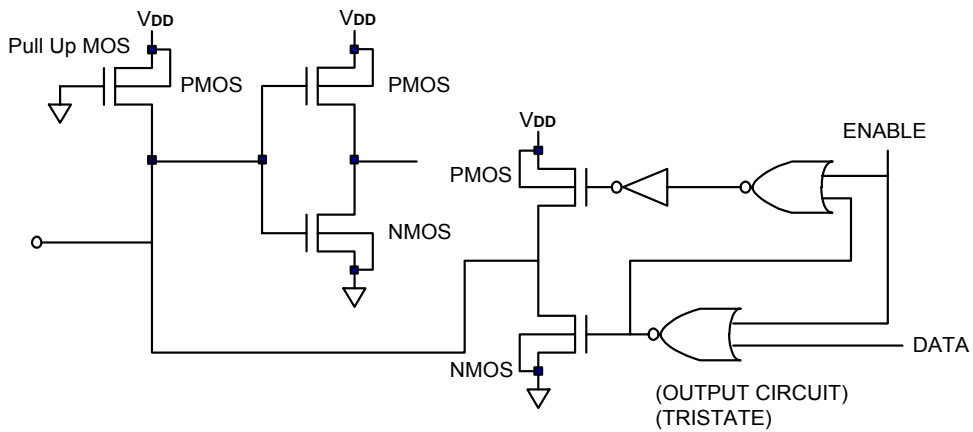 VDD
VDD
Pull Up MOS
PMOS
PMOS
VDD
ENABLE
PMOS
NMOS
DATA
NMOS
(OUTPUT CIRCUIT)
(TRISTATE)